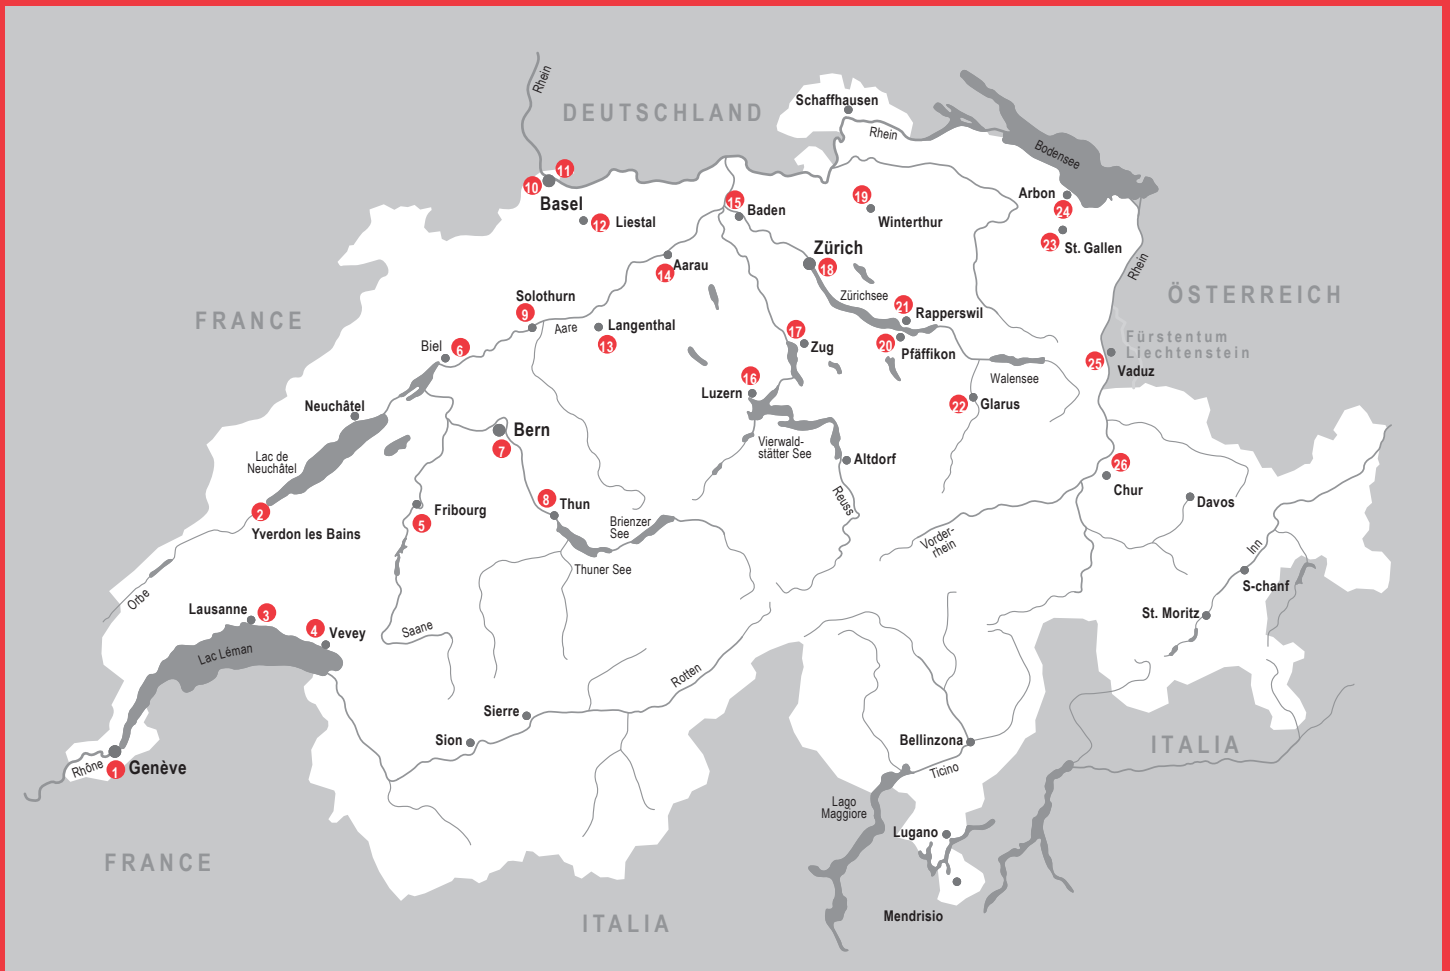 Rhein
DEUTSCHLAND
Schaffhausen
Rhein
Bodensee
11
10
Basel
12
Liestal
15
Baden
19
Winterthur
Arbon
24
23
St. Gallen
Rhein
ÖSTERREICH
Zürich
18
Aarau
14
Zürichsee
21
Rapperswil
Solothurn
9
Aare
Langenthal
13
FRANCE
Biel
6
17
Zug
20
Pfäffikon
Fürstentum
Liechtenstein
25
Vaduz
Walensee
16
Luzern
22
Glarus
Neuchâtel
Bern
7
Lac de
Neuchâtel
Vierwald-
stätter See
Altdorf
26
Chur
Davos
Reuss
2
Yverdon les Bains
Fribourg
5
8
Thun
Brienzer
See
Thuner See
Vorder-
rhein
Inn
S-chanf
Orbe
Lausanne
3
4
Vevey
Saane
St. Moritz
Lac Léman
Rotten
Sierre
Sion
Bellinzona
Ticino
ITALIA
Rhône
1
Genève
Lago
Maggiore
Lugano
FRANCE
ITALIA
Mendrisio